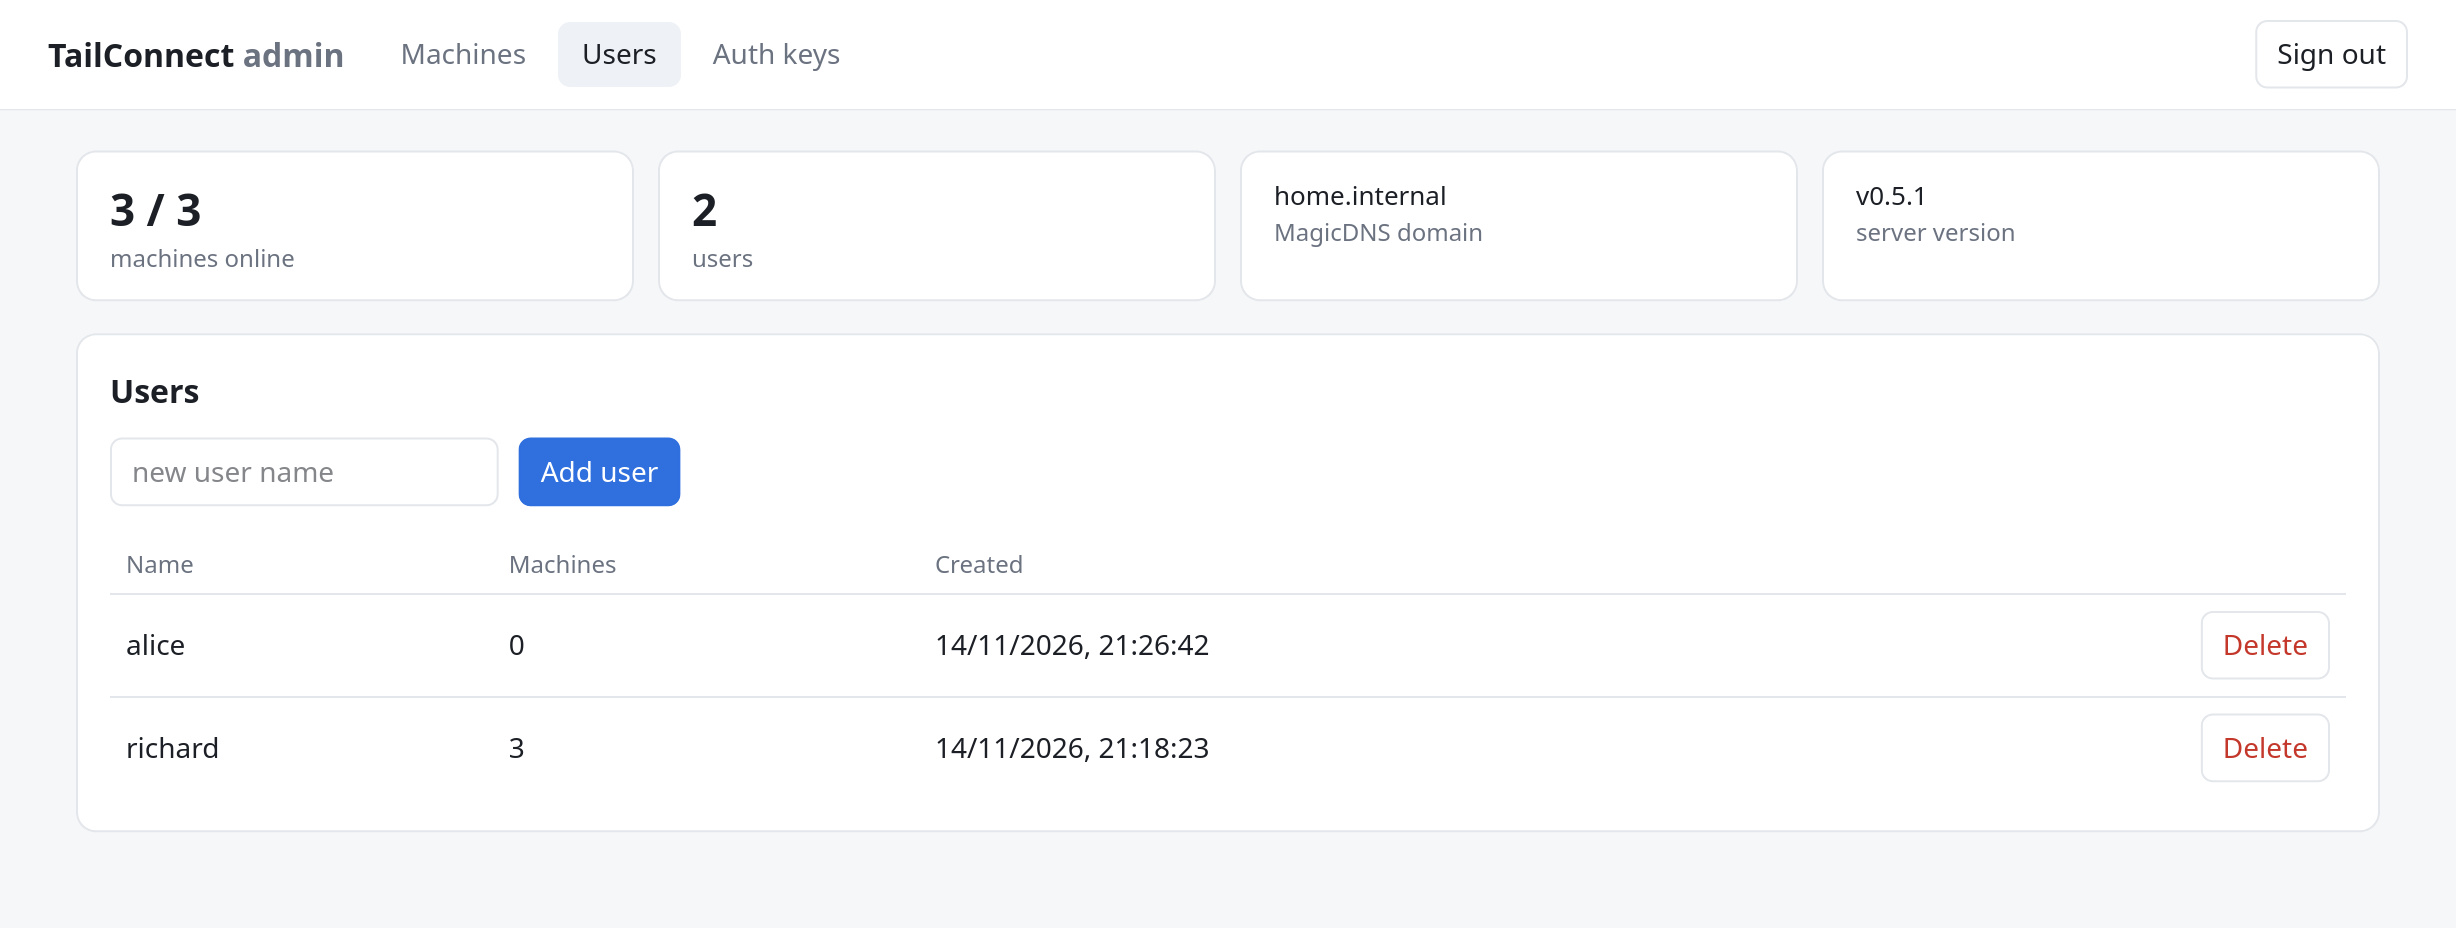 TailConnect admin Machines Users Auth keys Sign out
3 / 3
machines online
2
users
home.internal
MagicDNS domain
v0.5.1
server version
Users
new user name Add user
Name Machines Created
alice 0 14/11/2026, 21:26:42 Delete
richard 3 14/11/2026, 21:18:23 Delete